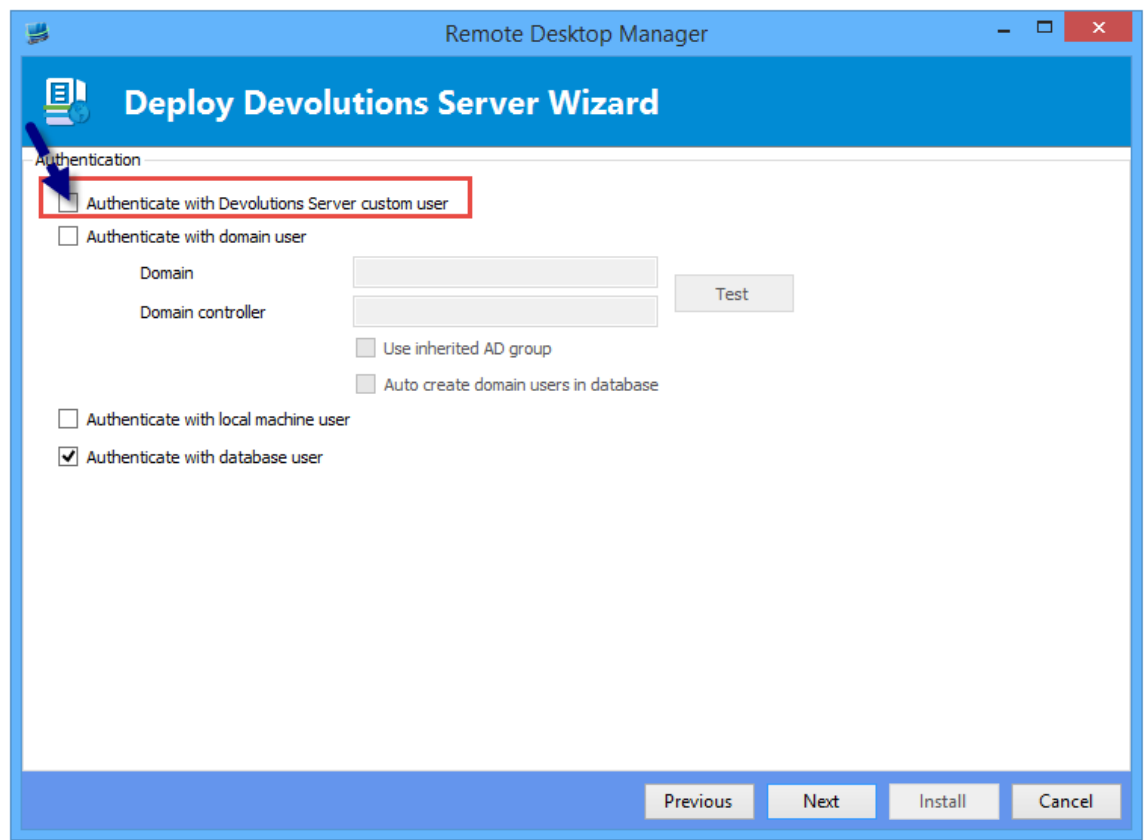 Remote Desktop Manager
Deploy Devolutions Server Wizard
Authentication
Authenticate with Devolutions Server custom user
Authenticate with domain user
Domain
Test
Domain controller
Use inherited AD group
Auto create domain users in database
Authenticate with local machine user
Authenticate with database user
Previous Next Install Cancel